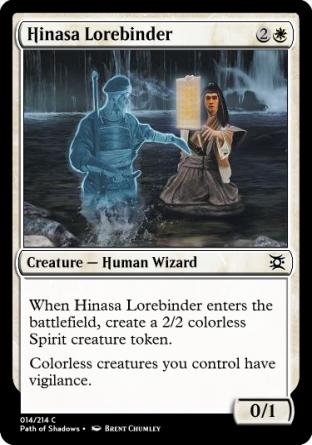 Hinasa Lorebinder 2
Creature — Human Wizard
When Hinasa Lorebinder enters the
battlefield, create a 2/2 colorless
Spirit creature token.
Colorless creatures you control have
vigilance.
0/1
014/214 C
Path of Shadows • Brent Chumley